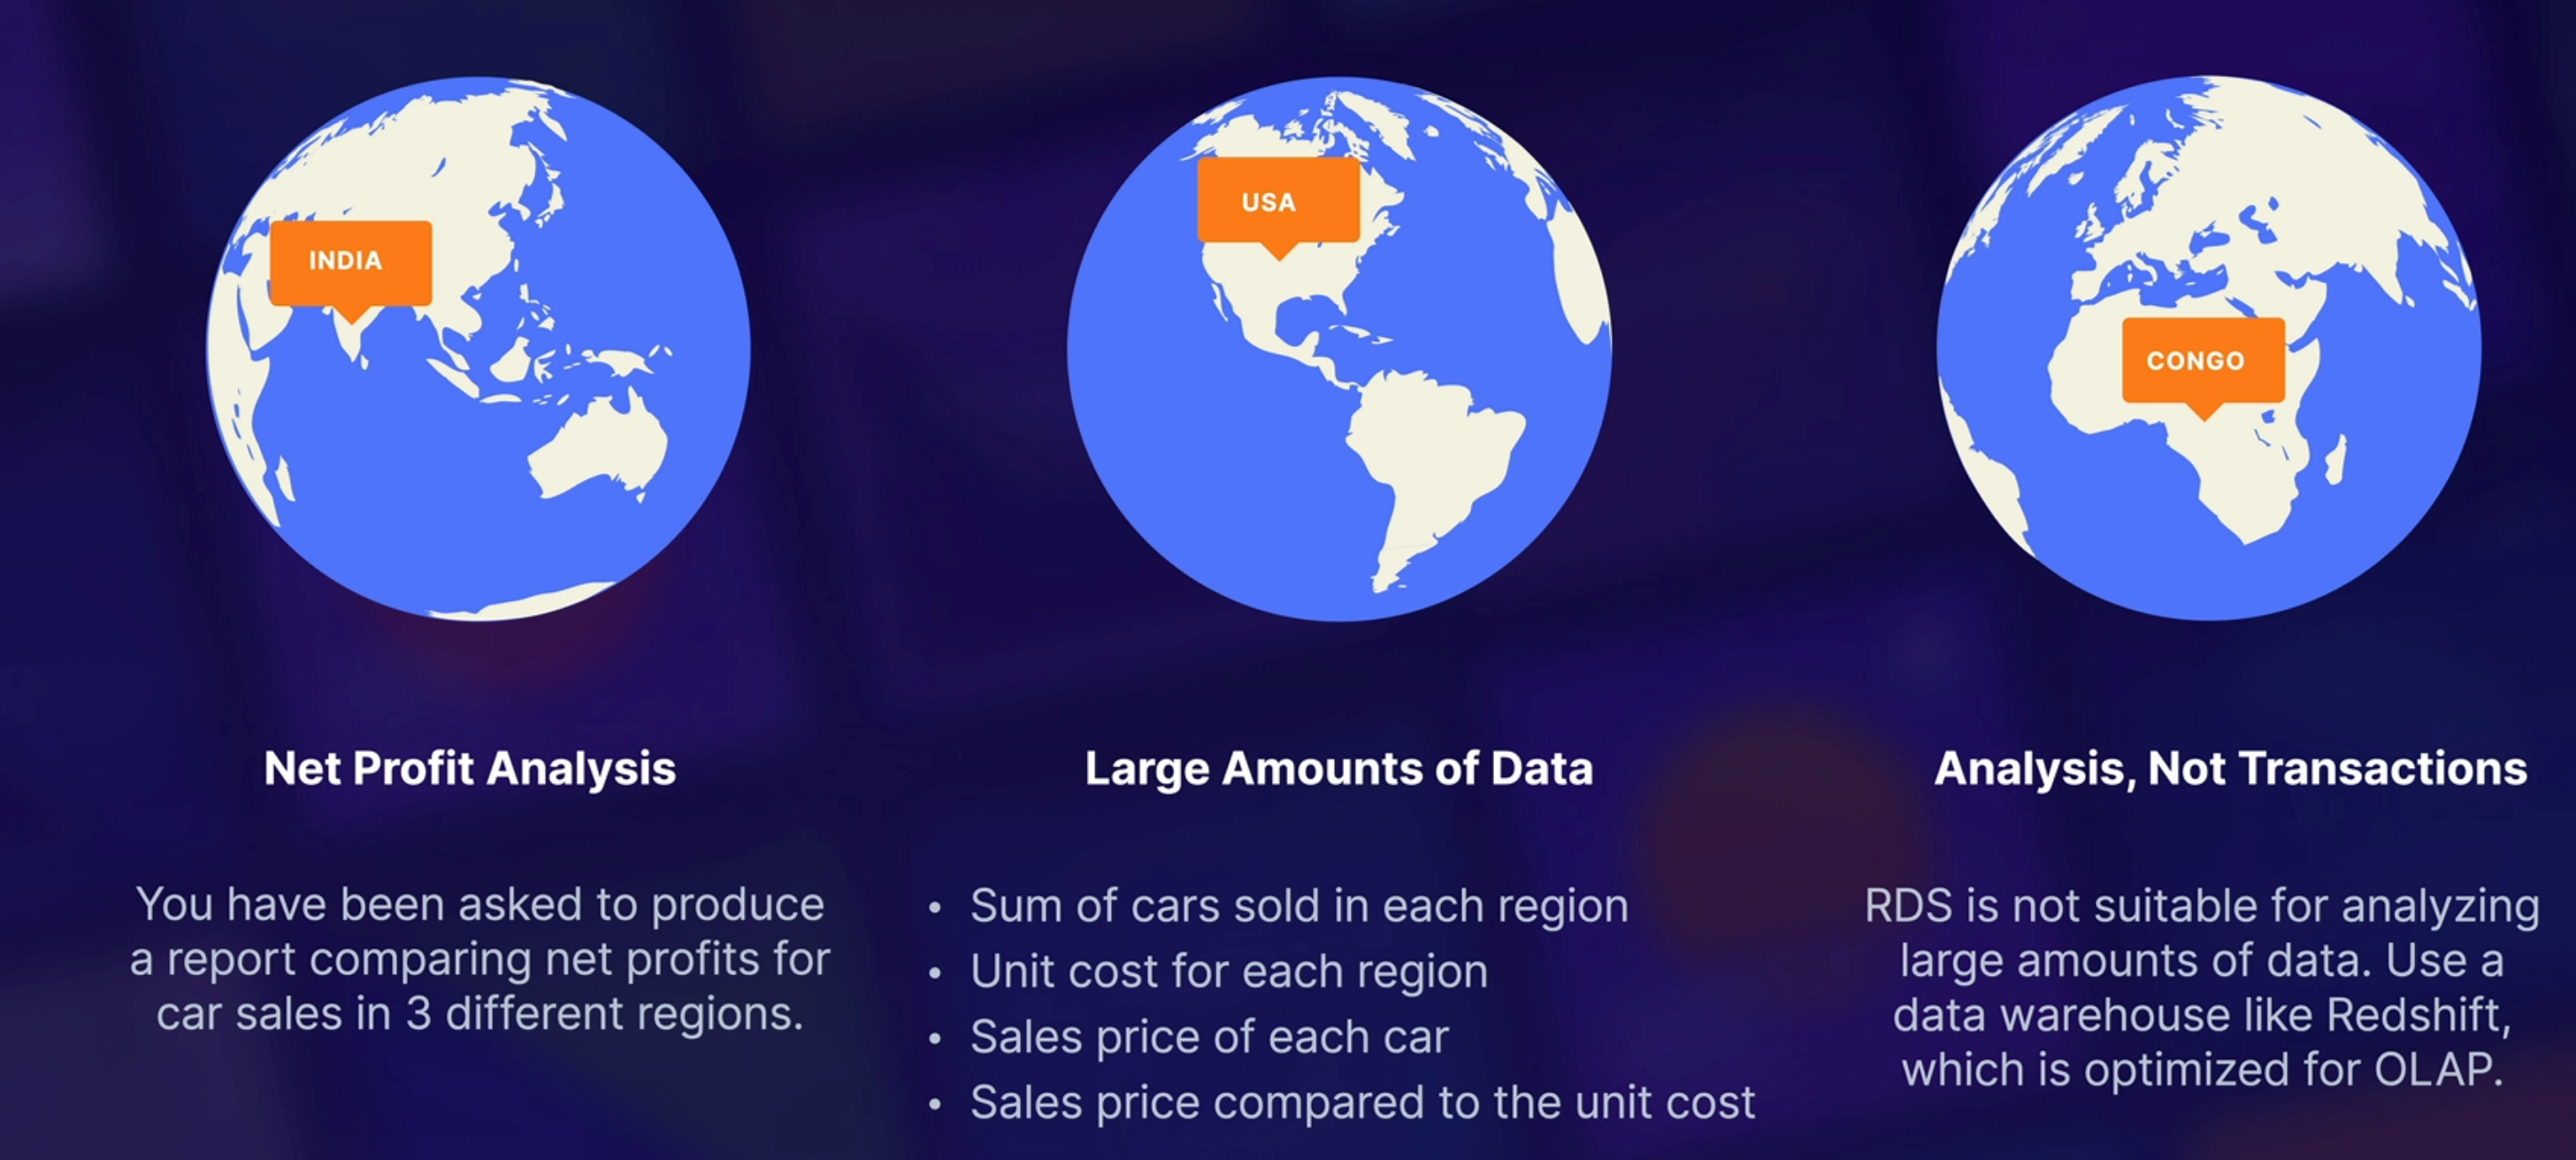 INDIA
USA
CONGO
Net Profit Analysis
You have been asked to produce
a report comparing net profits for
car sales in 3 different regions.
Large Amounts of Data
• Sum of cars sold in each region
• Unit cost for each region
• Sales price of each car
• Sales price compared to the unit cost
Analysis, Not Transactions
RDS is not suitable for analyzing
large amounts of data. Use a
data warehouse like Redshift,
which is optimized for OLAP.